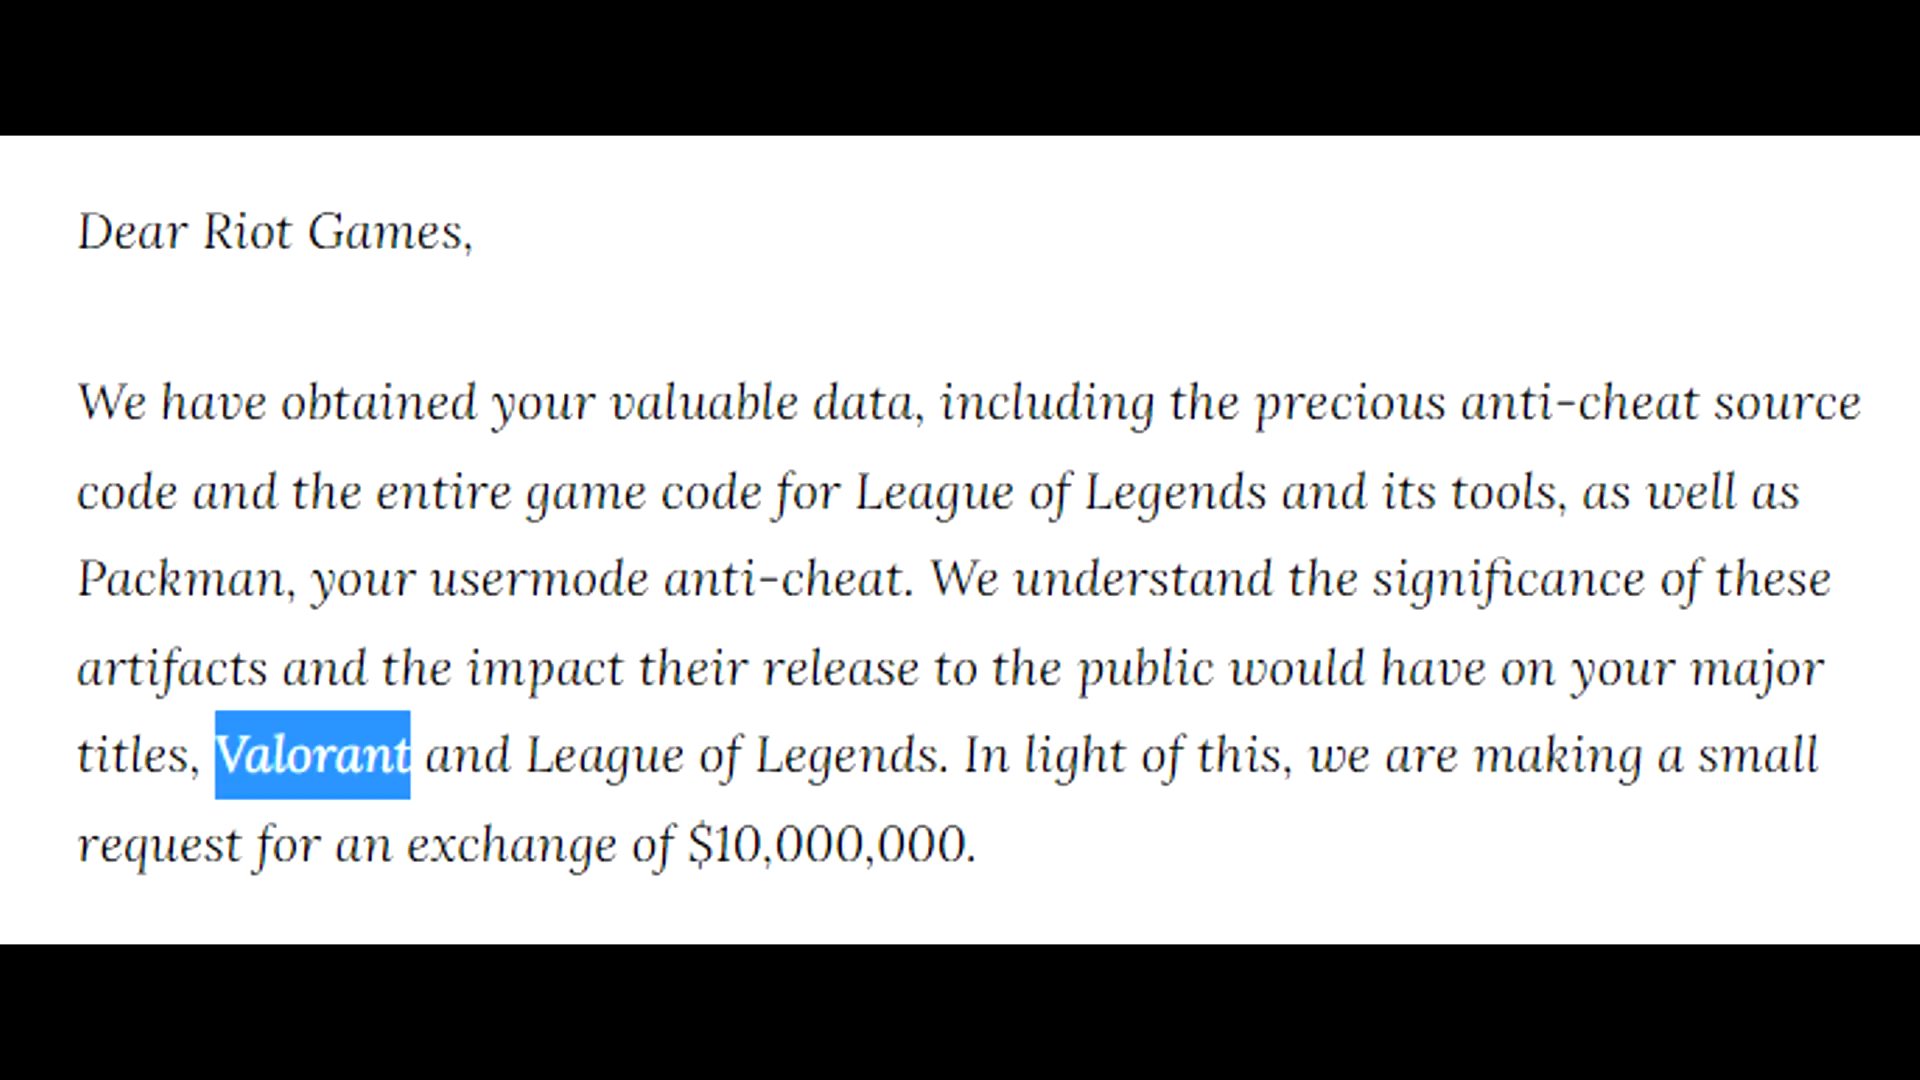 Dear Riot Games,
We have obtained your valuable data, including the precious anti-cheat source
code and the entire game code for League of Legends and its tools, as well as
Packman, your usermode anti-cheat. We understand the significance of these
artifacts and the impact their release to the public would have on your major
titles, Valorant and League of Legends. In light of this, we are making a small
request for an exchange of $10,000,000.